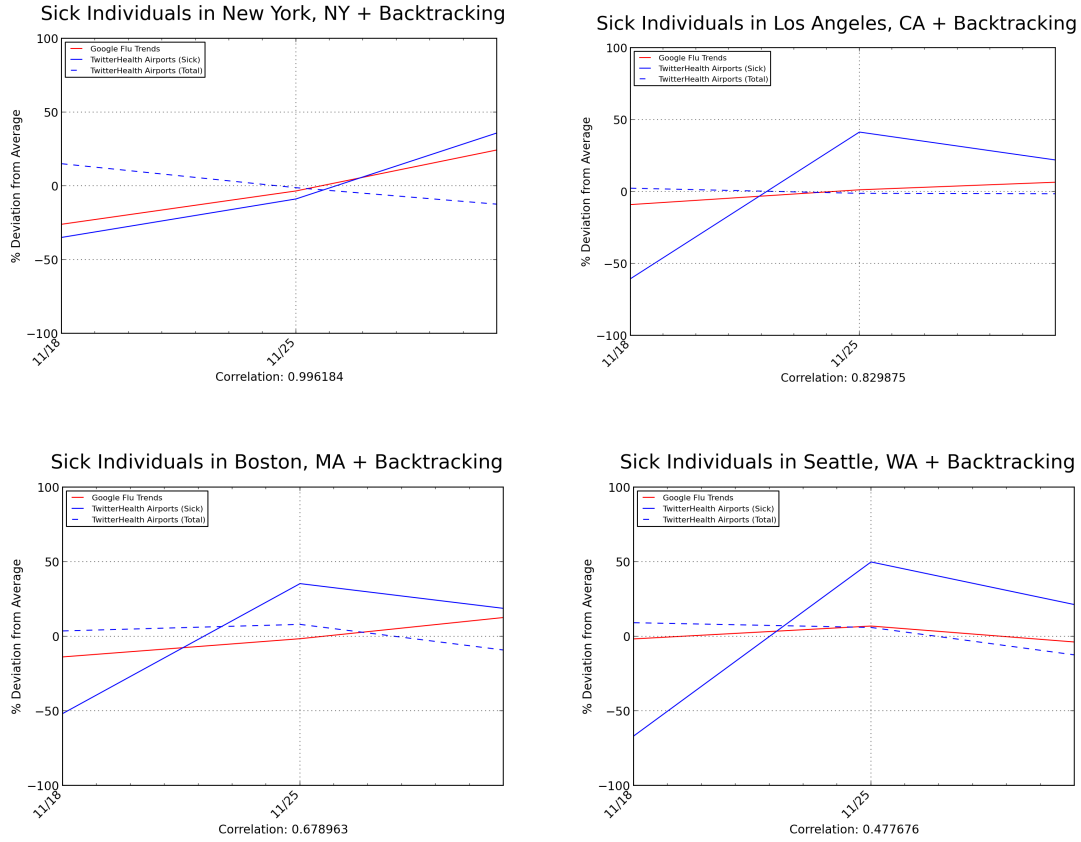 Sick Individuals in New York, NY + Backtracking
Google Flu Trends
TwitterHealth Airports (Sick)
TwitterHealth Airports (Total)
% Deviation from Average
100
50
0
−50
−100
11/18
11/25
Correlation: 0.996184
Sick Individuals in Los Angeles, CA + Backtracking
Google Flu Trends
TwitterHealth Airports (Sick)
TwitterHealth Airports (Total)
% Deviation from Average
100
50
0
−50
−100
11/18
11/25
Correlation: 0.829875
Sick Individuals in Boston, MA + Backtracking
Google Flu Trends
TwitterHealth Airports (Sick)
TwitterHealth Airports (Total)
% Deviation from Average
100
50
0
−50
−100
11/18
11/25
Correlation: 0.678963
Sick Individuals in Seattle, WA + Backtracking
Google Flu Trends
TwitterHealth Airports (Sick)
TwitterHealth Airports (Total)
% Deviation from Average
100
50
0
−50
−100
11/18
11/25
Correlation: 0.477676